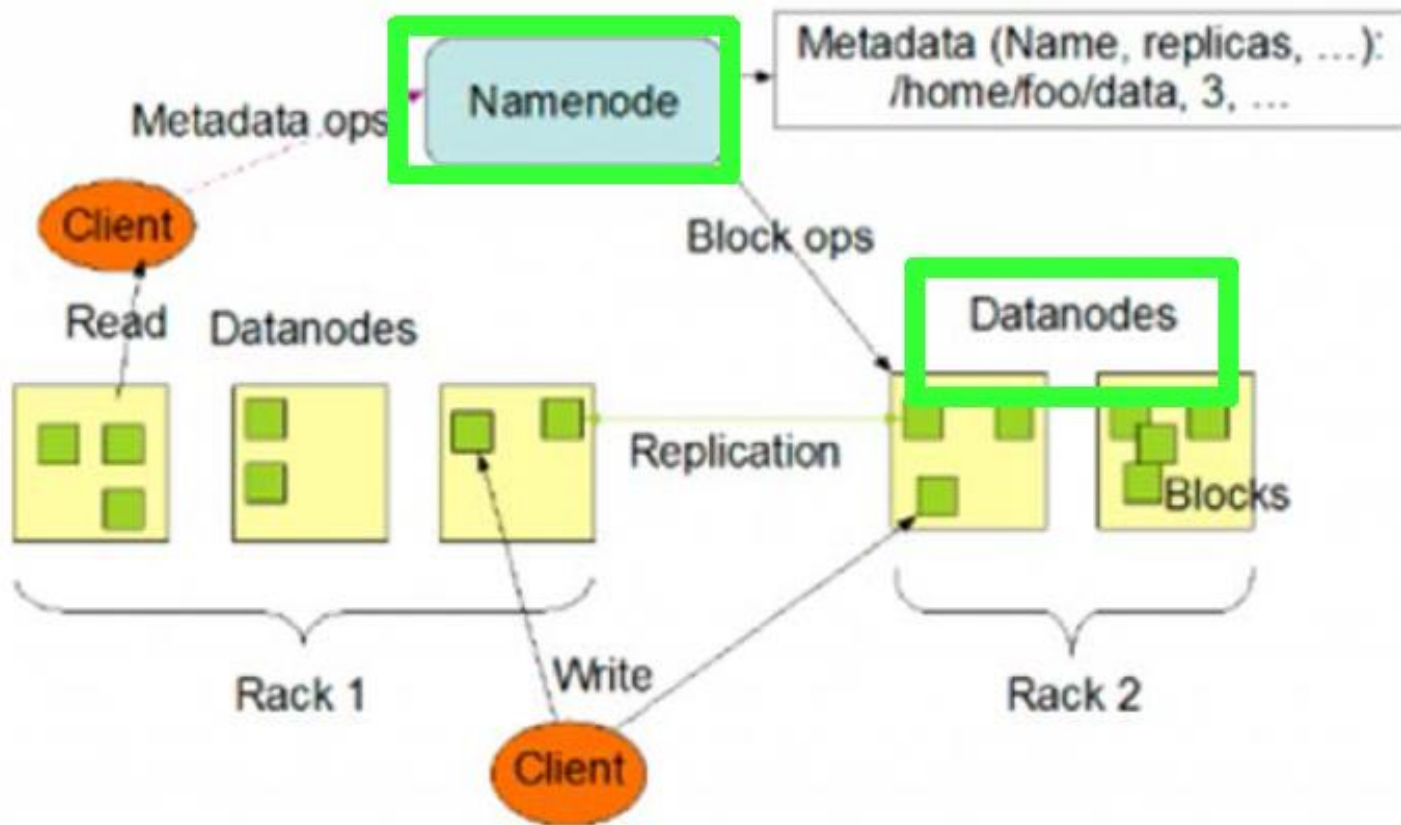 Namenode
Metadata (Name, replicas, ...):
/home/foo/data, 3, ...
Metadata ops
Client
Block ops
Read
Datanodes
Datanodes
Replication
Blocks
Rack 1
Write
Rack 2
Client